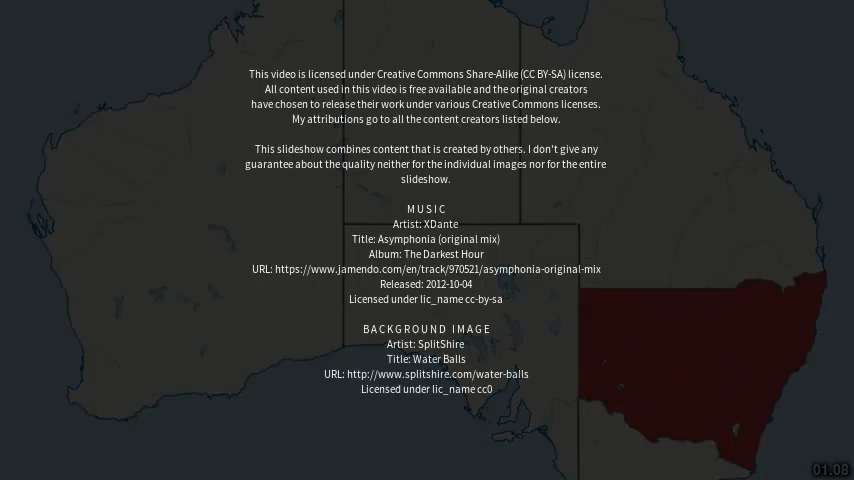 This video is licensed under Creative Commons Share-Alike (CC BY-SA) license.
All content used in this video is free available and the original creators
have chosen to release their work under various Creative Commons licenses.
My attributions go to all the content creators listed below.
This slideshow combines content that is created by others. I don't give any
guarantee about the quality neither for the individual images nor for the entire
slideshow.
MUSIC
Artist: XDante
Title: Asymphonia (original mix)
Album: The Darkest Hour
URL: https://www.jamendo.com/en/track/970521/asymphonia-original-mix
Released: 2012-10-04
Licensed under lic_name cc-by-sa
BACKGROUND IMAGE
Artist: SplitShire
Title: Water Balls
URL: http://www.splitshire.com/water-balls
Licensed under lic_name cc0
01:08